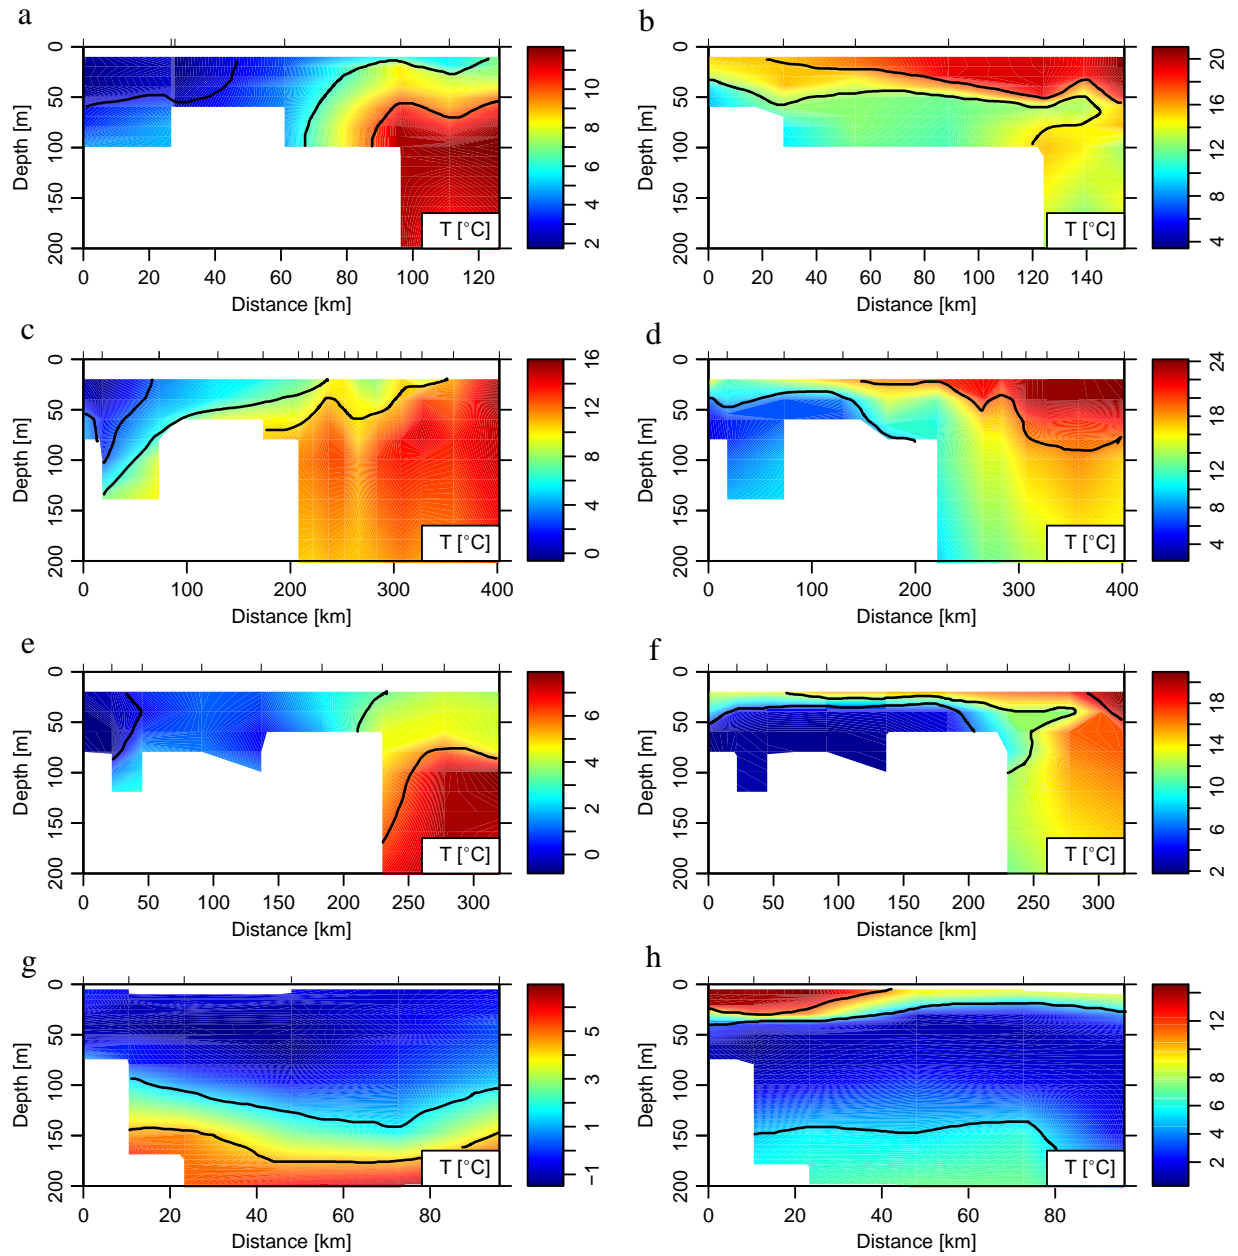 a
0
50
100
150
200
Depth [m]
0 20 40 60 80 100 120
Distance [km]
T [°C]
2 4 6 8 10
b
0
50
100
150
200
Depth [m]
0 20 40 60 80 100 120 140
Distance [km]
T [°C]
4 8 12 16 20
c
0
50
100
150
200
Depth [m]
0 100 200 300 400
Distance [km]
T [°C]
0 4 8 12 16
d
0
50
100
150
200
Depth [m]
0 100 200 300 400
Distance [km]
T [°C]
4 8 12 18 24
e
0
50
100
150
200
Depth [m]
0 50 100 150 200 250 300
Distance [km]
T [°C]
0 2 4 6
f
0
50
100
150
200
Depth [m]
0 50 100 150 200 250 300
Distance [km]
T [°C]
2 6 10 14 18
g
0
50
100
150
200
Depth [m]
0 20 40 60 80
Distance [km]
T [°C]
−1 1 3 5
h
0
50
100
150
200
Depth [m]
0 20 40 60 80
Distance [km]
T [°C]
2 4 6 8 12